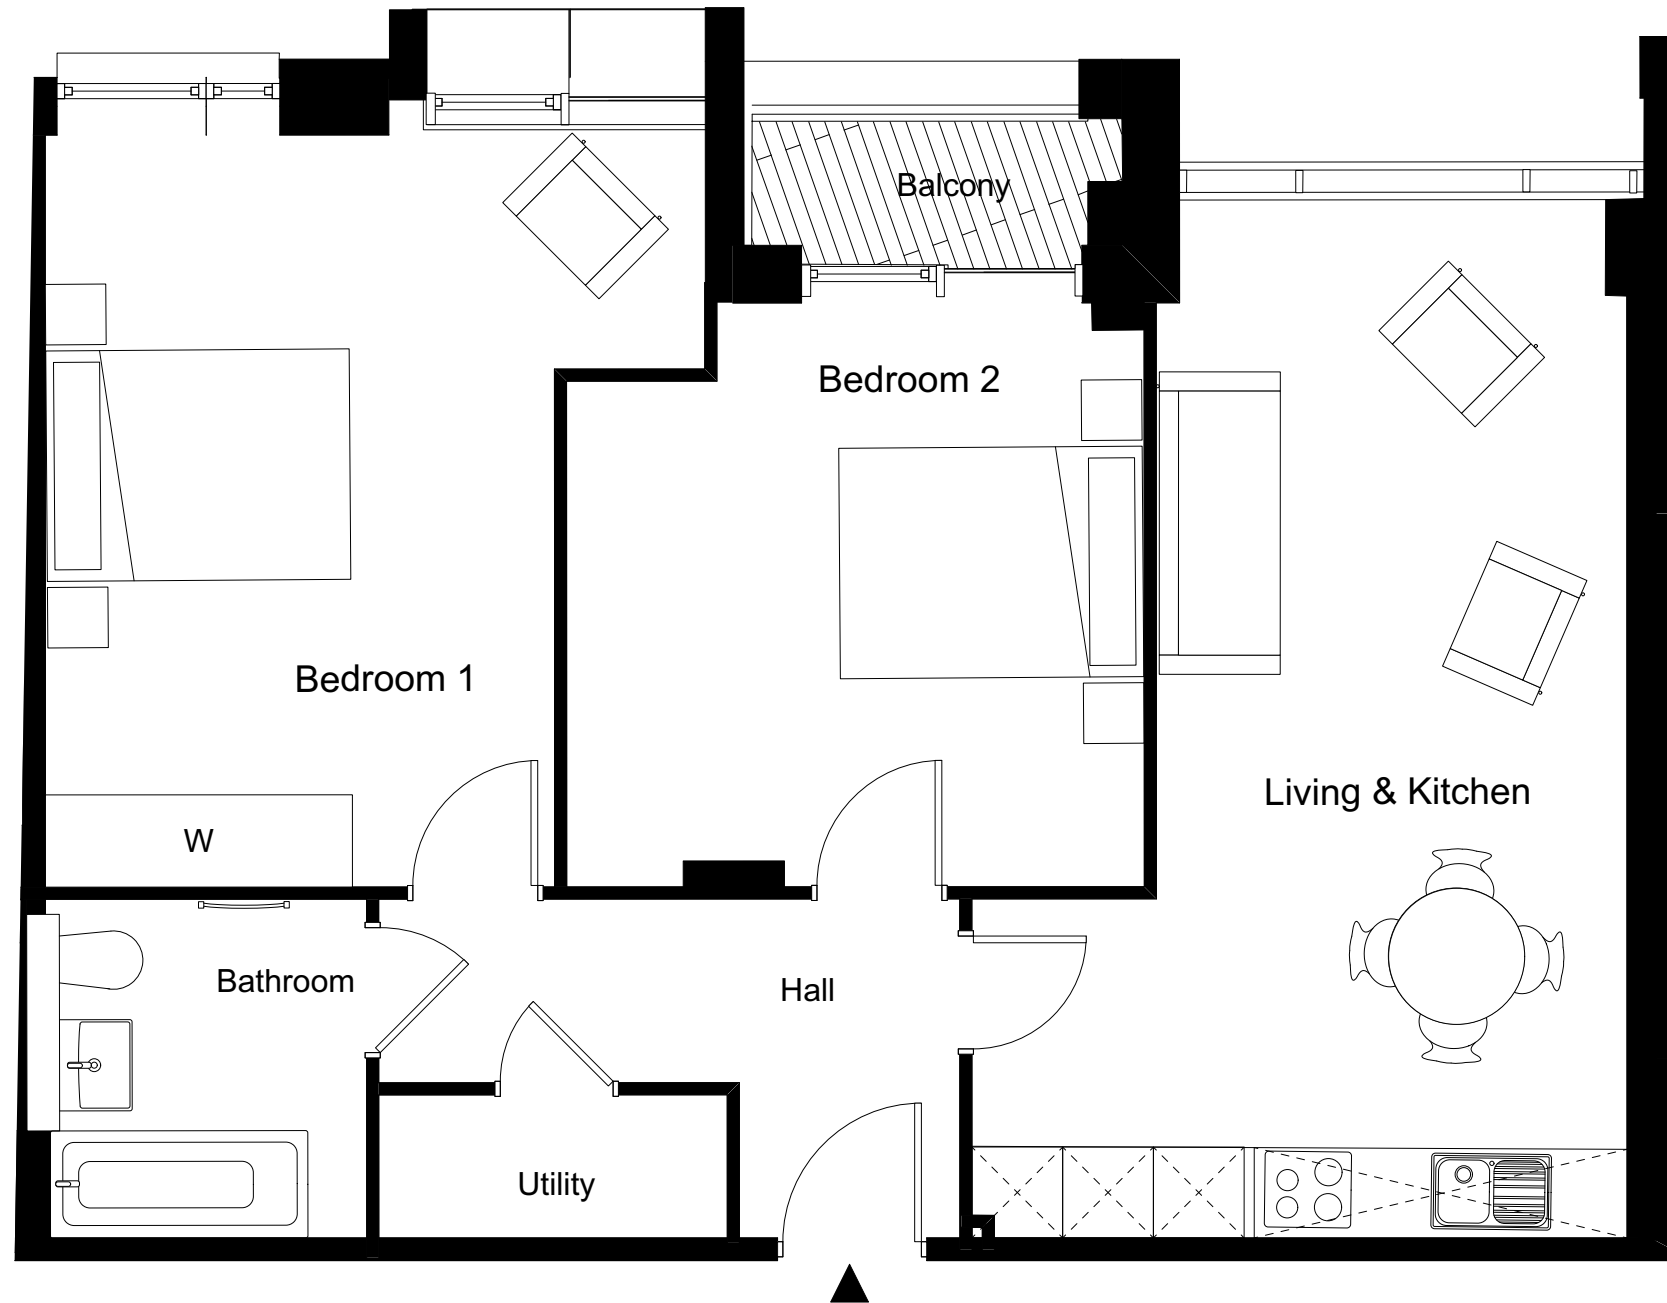 Balcony
Bedroom 2
Bedroom 1
Living & Kitchen
W
Bathroom
Hall
Utility